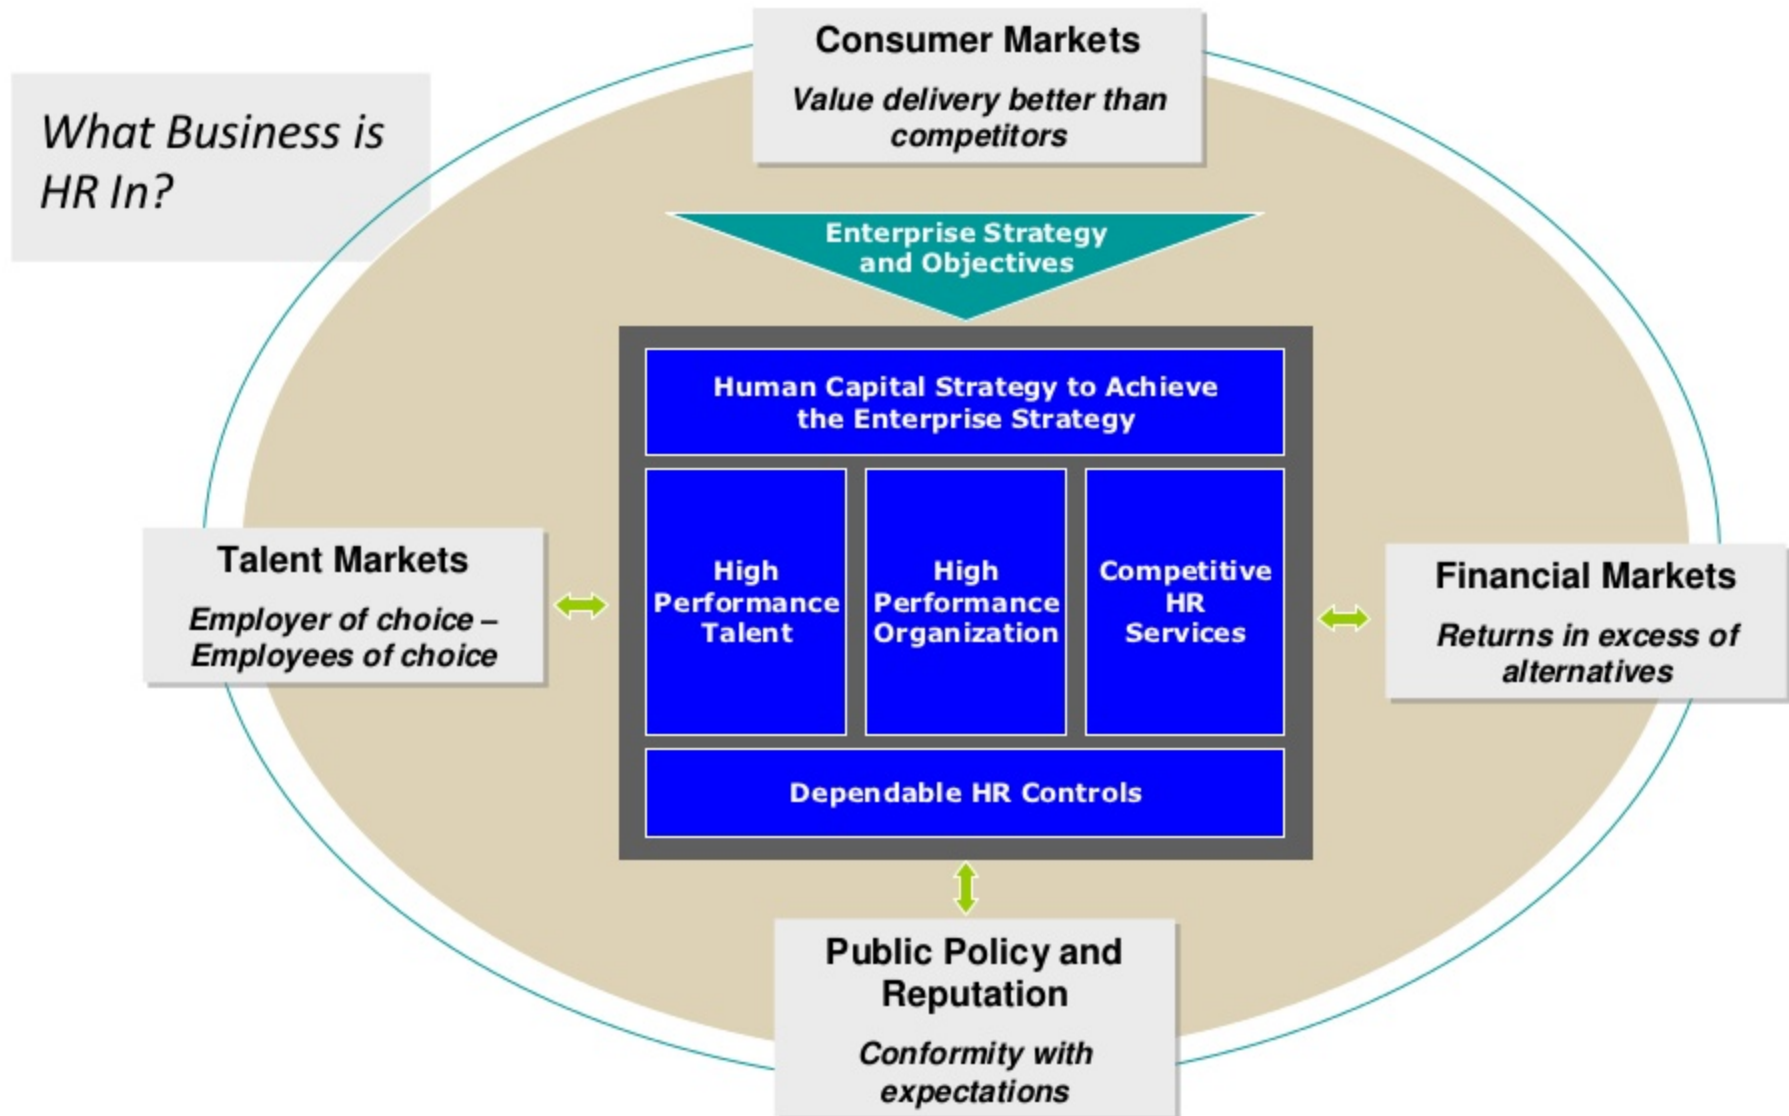 What Business is
HR In?
Consumer Markets
Value delivery better than
competitors
Enterprise Strategy
and Objectives
Human Capital Strategy to Achieve
the Enterprise Strategy
Talent Markets
Employer of choice –
Employees of choice
High
Performance
Talent
High
Performance
Organization
Competitive
HR
Services
Financial Markets
Returns in excess of
alternatives
Dependable HR Controls
Public Policy and
Reputation
Conformity with
expectations